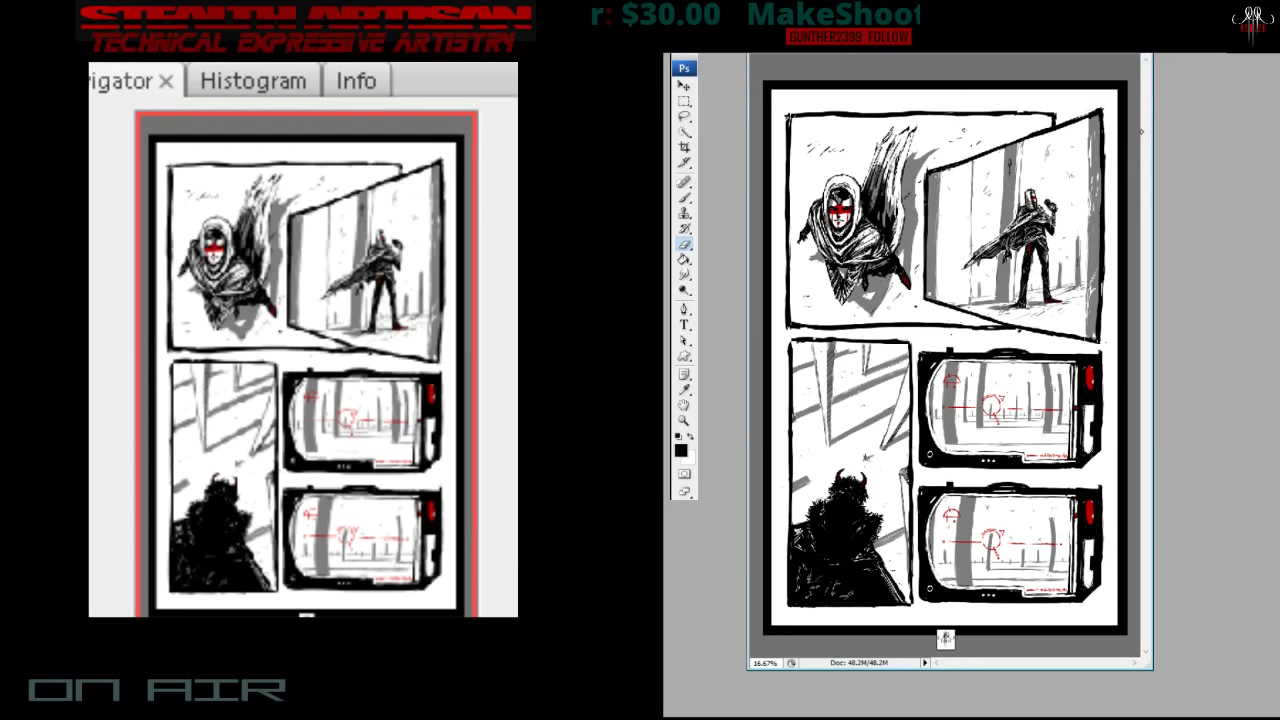 STEALTH ARTISAN
TECHNICAL EXPRESSIVE ARTISTRY
r: $30.00 MakeShoot
GUNTHER2399 FOLLOW
vigator Histogram Info
Ps
T
16.67% Doc: 48.2M/48.2M
ON AIR